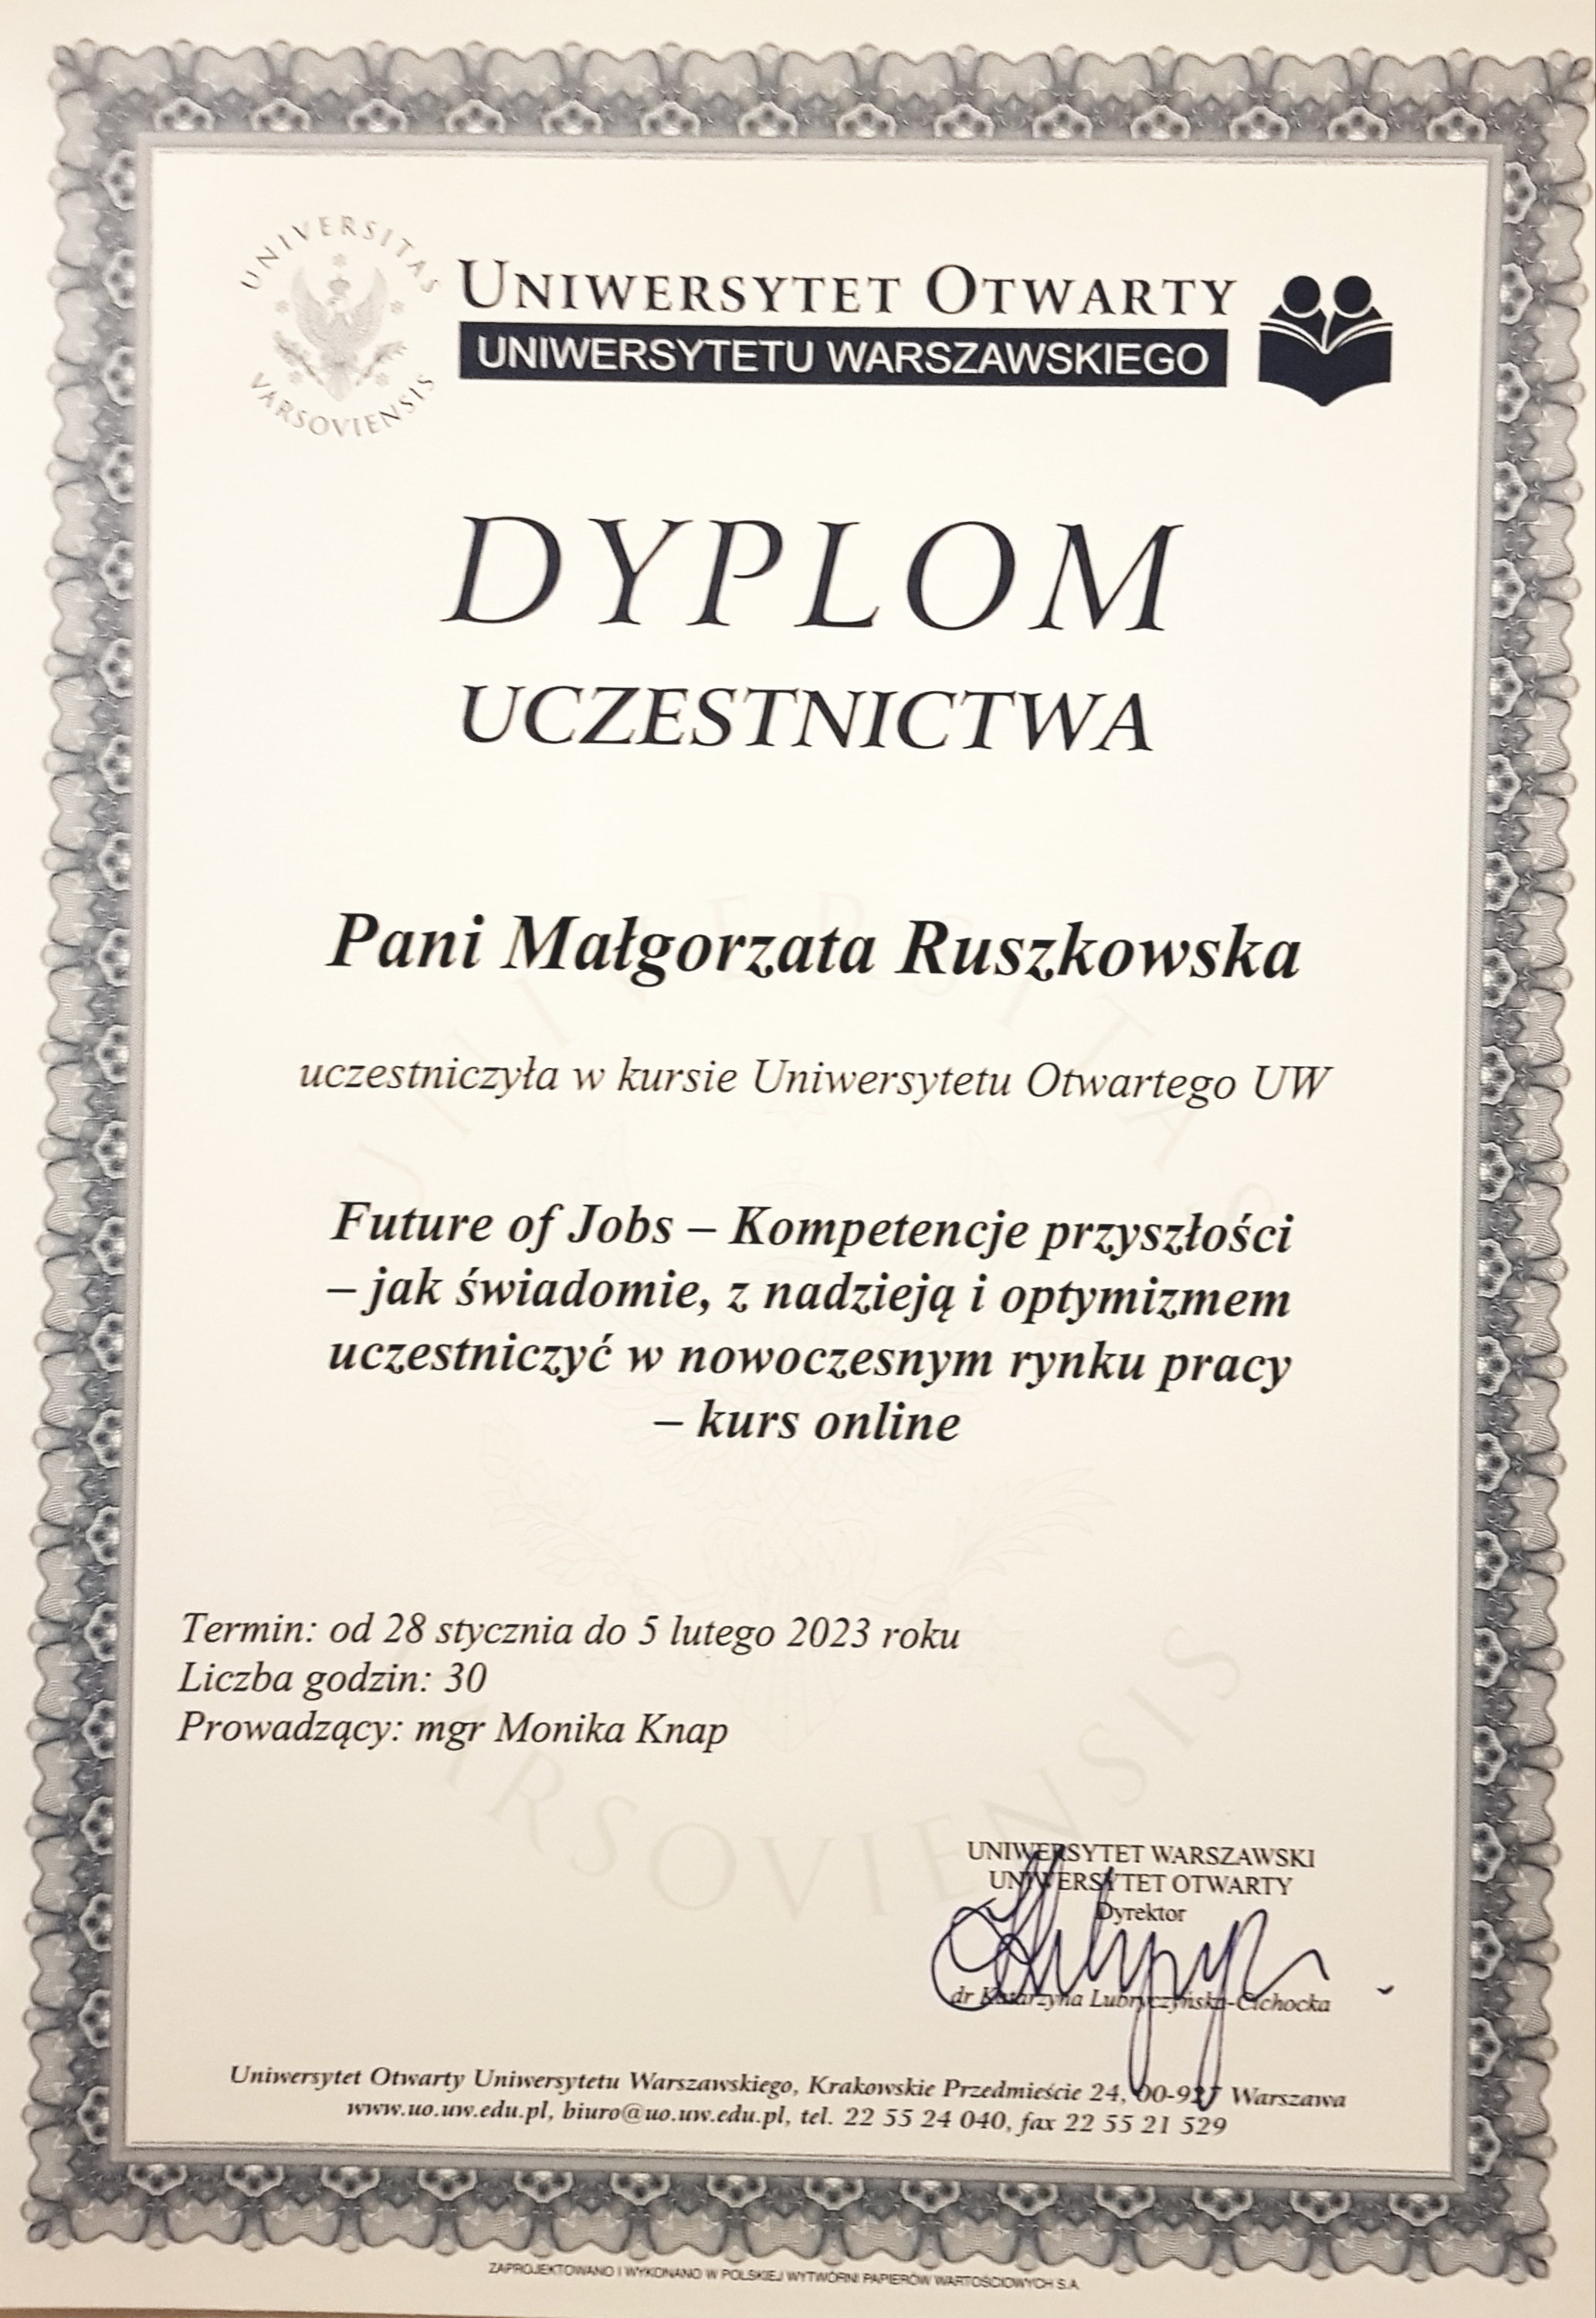 UNIVERSITAS
VARSOVIENSIS
UNIWERSYTET OTWARTY
UNIWERSYTETU WARSZAWSKIEGO
DYPLOM
UCZESTNICTWA
Pani Małgorzata Ruszkowska
uczestniczyła w kursie Uniwersytetu Otwartego UW
Future of Jobs – Kompetencje przyszłości
– jak świadomie, z nadzieją i optymizmem
uczestniczyć w nowoczesnym rynku pracy
– kurs online
Termin: od 28 stycznia do 5 lutego 2023 roku
Liczba godzin: 30
Prowadzący: mgr Monika Knap
UNIVERSITAS
VARSOVIENSIS
UNIWERSYTET WARSZAWSKI
UNIWERSYTET OTWARTY
Dyrektor
dr Katarzyna Lubryczyńska-Cichocka
Uniwersytet Otwarty Uniwersytetu Warszawskiego, Krakowskie Przedmieście 24, 00-927 Warszawa
www.uo.uw.edu.pl, biuro@uo.uw.edu.pl, tel. 22 55 24 040, fax 22 55 21 529
ZAPROJEKTOWANO I WYKONANO W POLSKIEJ WYTWÓRNI PAPIERÓW WARTOŚCIOWYCH S.A.